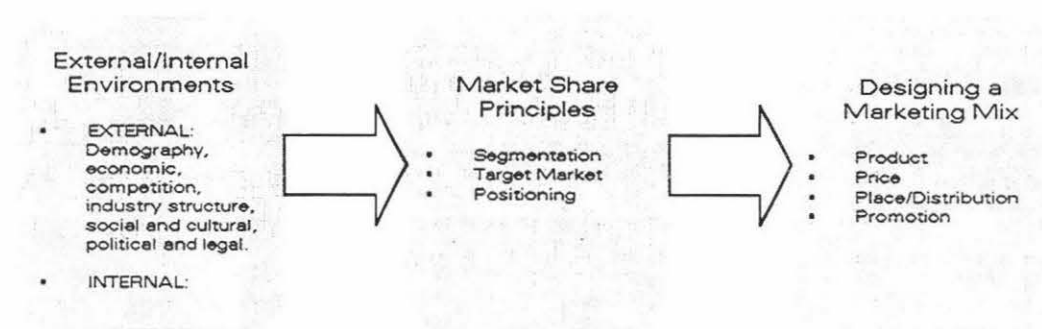 External/Internal
Environments
• EXTERNAL:
Demography,
economic,
competition,
industry structure,
social and cultural,
political and legal.
• INTERNAL:
Market Share
Principles
• Segmentation
• Target Market
• Positioning
Designing a
Marketing Mix
• Product
• Price
• Place/Distribution
• Promotion